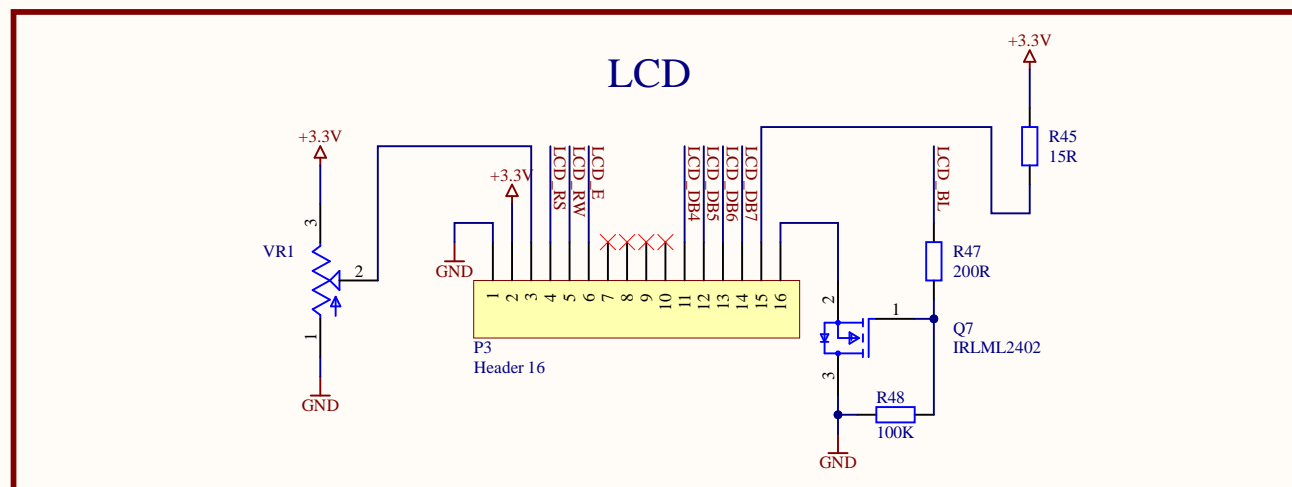 LCD
+3.3V
R45
15R
+3.3V
3
VR1
2
1
GND
+3.3V
GND
LCD_RS
LCD_RW
LCD_E
LCD_DB4
LCD_DB5
LCD_DB6
LCD_DB7
LCD_BL
1
2
3
4
5
6
7
8
9
10
11
12
13
14
15
16
P3
Header 16
R47
200R
2
1
3
Q7
IRLML2402
R48
100K
GND